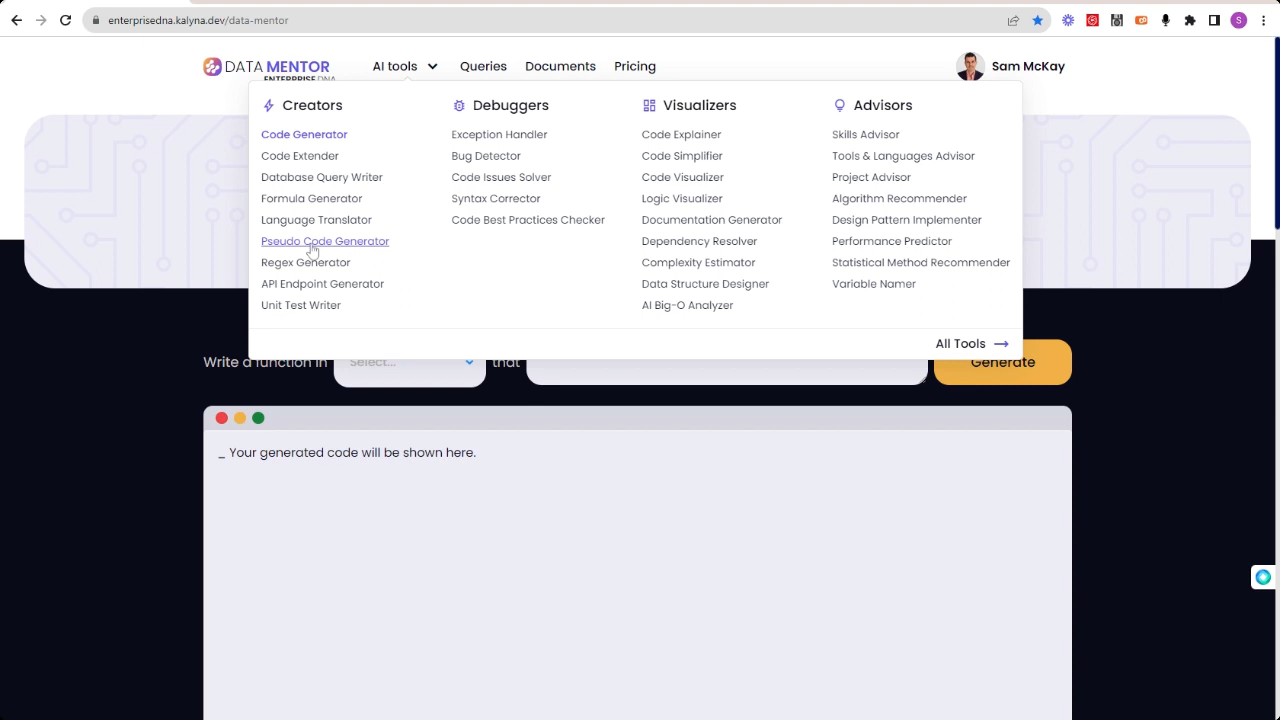 enterprisedna.kalyna.dev/data-mentor
S
DATA MENTOR
ENTERPRISE DNA
AI tools
Queries
Documents
Pricing
Sam McKay
Creators
Code Generator
Code Extender
Database Query Writer
Formula Generator
Language Translator
Pseudo Code Generator
Regex Generator
API Endpoint Generator
Unit Test Writer
Debuggers
Exception Handler
Bug Detector
Code Issues Solver
Syntax Corrector
Code Best Practices Checker
Visualizers
Code Explainer
Code Simplifier
Code Visualizer
Logic Visualizer
Documentation Generator
Dependency Resolver
Complexity Estimator
Data Structure Designer
AI Big-O Analyzer
Advisors
Skills Advisor
Tools & Languages Advisor
Project Advisor
Algorithm Recommender
Design Pattern Implementer
Performance Predictor
Statistical Method Recommender
Variable Namer
All Tools
Write a function in
Select...
that
Generate
_ Your generated code will be shown here.